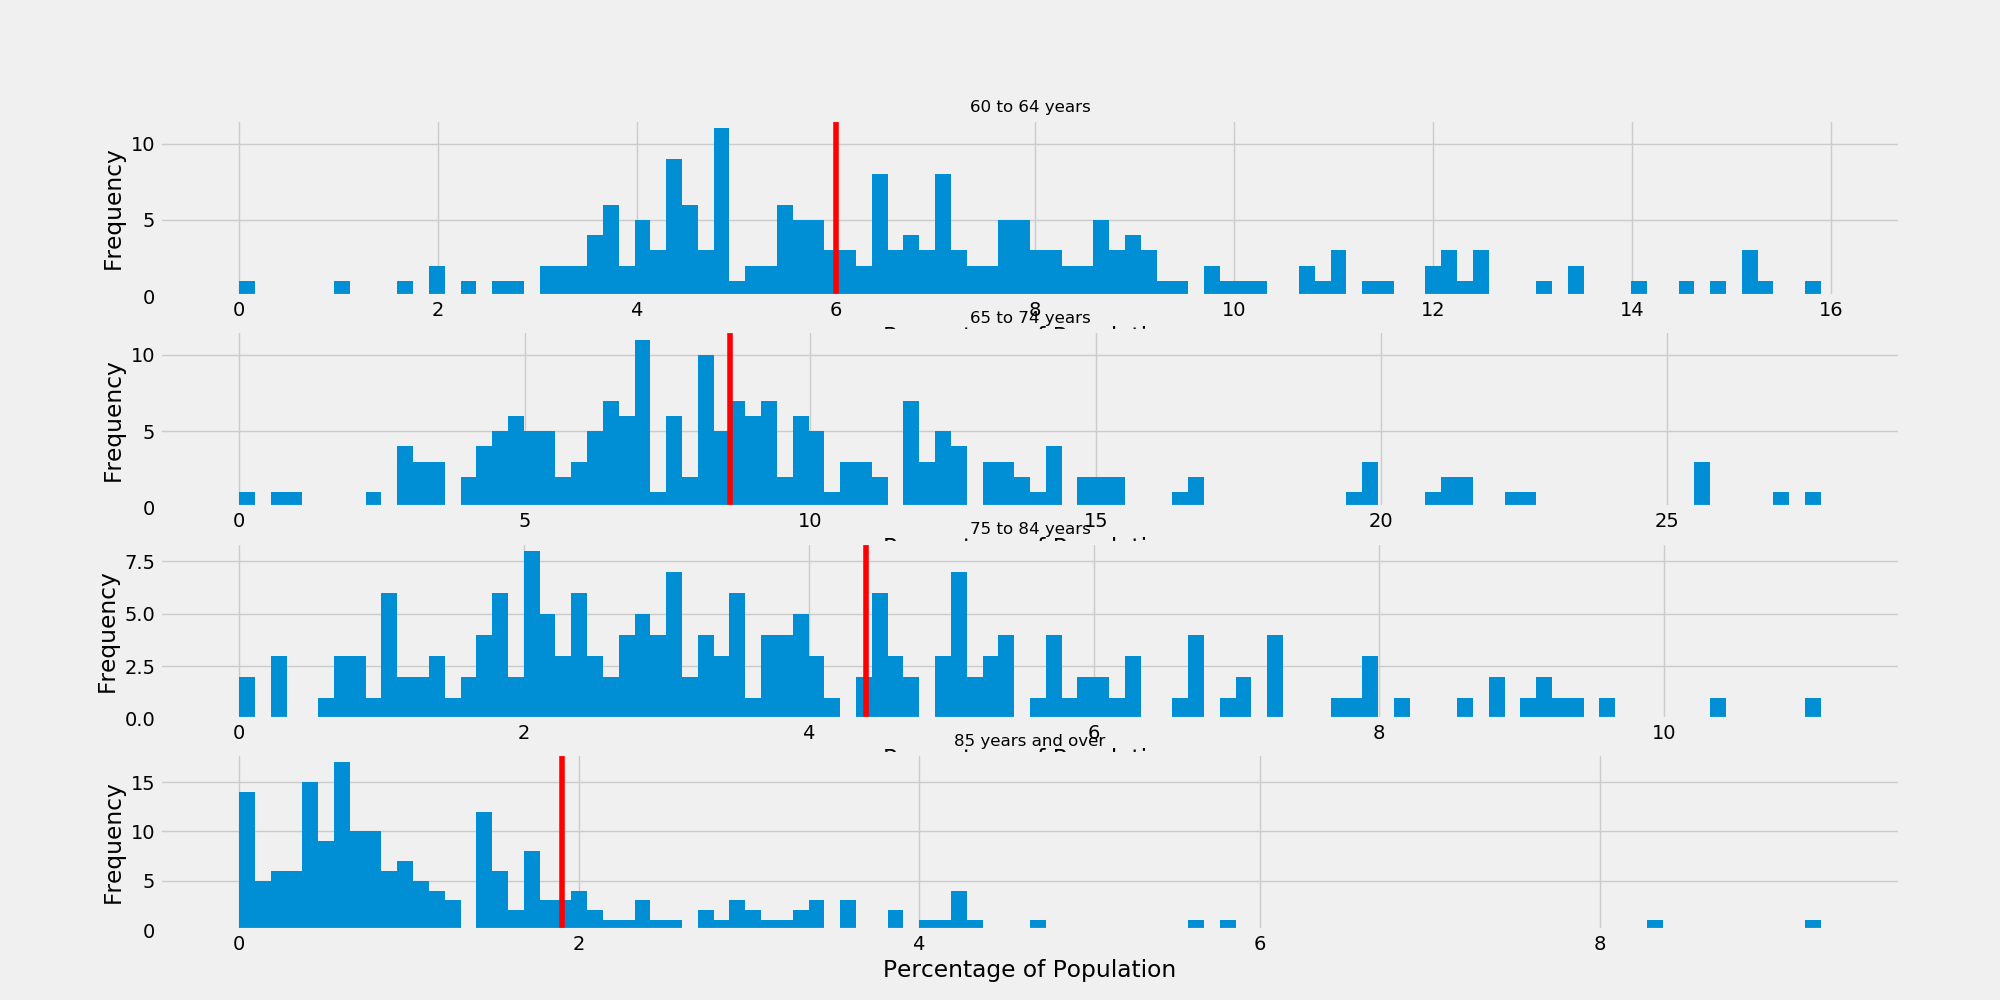 60 to 64 years
Frequency
10
5
0
0 2 4 6 8 10 12 14 16
65 to 74 years
Frequency
10
5
0
0 5 10 15 20 25
75 to 84 years
Frequency
7.5
5.0
2.5
0.0
0 2 4 6 8 10
85 years and over
Frequency
15
10
5
0
0 2 4 6 8
Percentage of Population